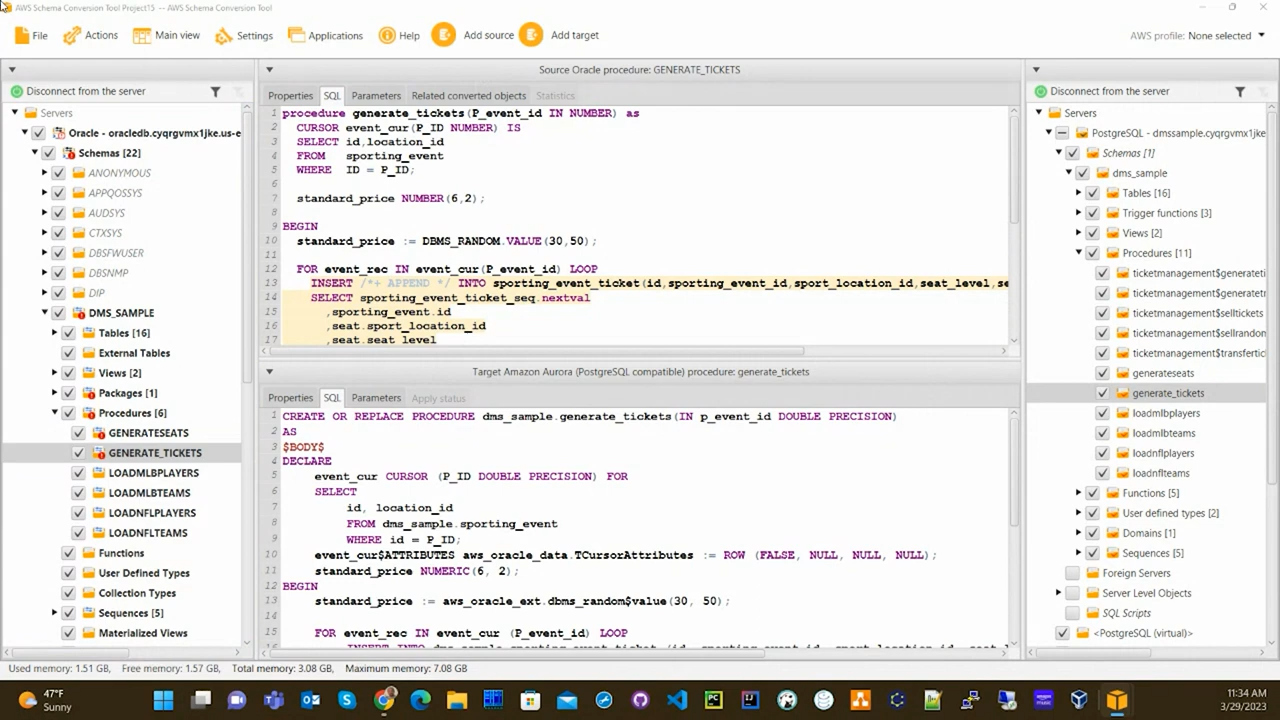 AWS Schema Conversion Tool Project15 -- AWS Schema Conversion Tool
File
Actions
Main view
Settings
Applications
Help
Add source
Add target
AWS profile: None selected
Disconnect from the server
Servers
Oracle - oracledb.cyqrgvmx1jke.us-e
Schemas [22]
ANONYMOUS
APPQOSSYS
AUDSYS
CTXSYS
DBSFWUSER
DBSNMP
DIP
DMS_SAMPLE
Tables [16]
External Tables
Views [2]
Packages [1]
Procedures [6]
GENERATESEATS
GENERATE_TICKETS
LOADMLBPLAYERS
LOADMLBTEAMS
LOADNFLPLAYERS
LOADNFLTEAMS
Functions
User Defined Types
Collection Types
Sequences [5]
Materialized Views
Source Oracle procedure: GENERATE_TICKETS
Properties SQL Parameters Related converted objects Statistics
1 procedure generate_tickets(P_event_id IN NUMBER) as
2 CURSOR event_cur(P_ID NUMBER) IS
3 SELECT id,location_id
4 FROM sporting_event
5 WHERE ID = P_ID;
6
7 standard_price NUMBER(6,2);
8
9 BEGIN
10 standard_price := DBMS_RANDOM.VALUE(30,50);
11
12 FOR event_rec IN event_cur(P_event_id) LOOP
13 INSERT /*+ APPEND */ INTO sporting_event_ticket(id,sporting_event_id,sport_location_id,seat_level,se
14 SELECT sporting_event_ticket_seq.nextval
15 ,sporting_event.id
16 ,seat.sport_location_id
17 ,seat.seat_level
Target Amazon Aurora (PostgreSQL compatible) procedure: generate_tickets
Properties SQL Parameters Apply status
1 CREATE OR REPLACE PROCEDURE dms_sample.generate_tickets(IN p_event_id DOUBLE PRECISION)
2 AS
3 $BODY$
4 DECLARE
5 event_cur CURSOR (P_ID DOUBLE PRECISION) FOR
6 SELECT
7 id, location_id
8 FROM dms_sample.sporting_event
9 WHERE id = P_ID;
10 event_cur$ATTRIBUTES aws_oracle_data.TCursorAttributes := ROW (FALSE, NULL, NULL, NULL);
11 standard_price NUMERIC(6, 2);
12 BEGIN
13 standard_price := aws_oracle_ext.dbms_random$value(30, 50);
14
15 FOR event_rec IN event_cur (P_event_id) LOOP
Disconnect from the server
Servers
PostgreSQL - dmssample.cyqrgvmx1jke
Schemas [1]
dms_sample
Tables [16]
Trigger functions [3]
Views [2]
Procedures [11]
ticketmanagement$generateti
ticketmanagement$generatetr
ticketmanagement$selltickets
ticketmanagement$sellrandon
ticketmanagement$transfertic
generateseats
generate_tickets
loadmlbplayers
loadmlbteams
loadnflplayers
loadnflteams
Functions [5]
User defined types [2]
Domains [1]
Sequences [5]
Foreign Servers
Server Level Objects
SQL Scripts
<PostgreSQL (virtual)>
Used memory: 1.51 GB, Free memory: 1.57 GB, Total memory: 3.08 GB, Maximum memory: 7.08 GB
47°F
Sunny
11:34 AM
3/29/2023